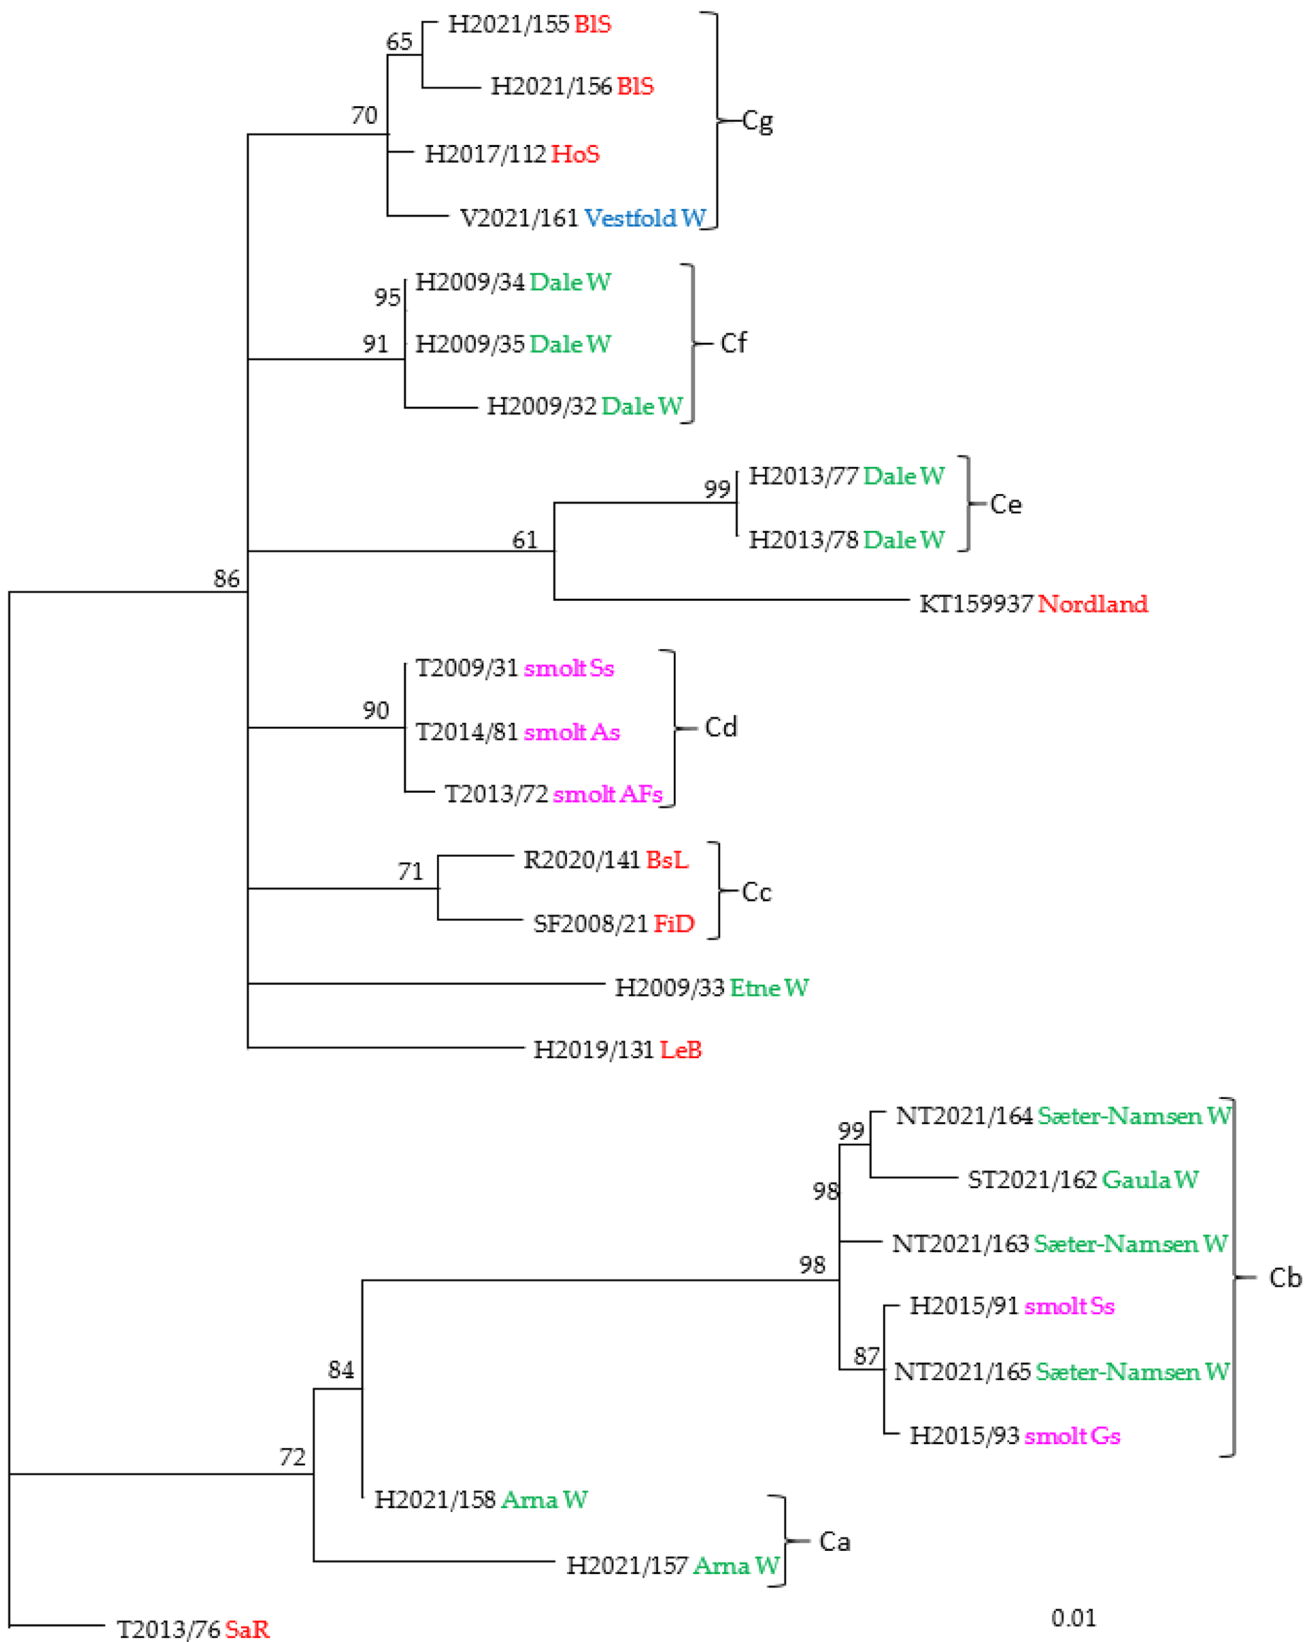 H2021/155 BlS
65
H2021/156 BlS
70
Cg
H2017/112 HoS
V2021/161 Vestfold W
H2009/34 Dale W
95
91
H2009/35 Dale W
Cf
H2009/32 Dale W
H2013/77 Dale W
99
Ce
61
H2013/78 Dale W
86
KT159937 Nordland
T2009/31 smolt Ss
90
T2014/81 smolt As
Cd
T2013/72 smolt AFs
R2020/141 BsL
71
Cc
SF2008/21 FiD
H2009/33 Etne W
H2019/131 LeB
NT2021/164 Sæter-Namsen W
99
ST2021/162 Gaula W
98
NT2021/163 Sæter-Namsen W
98
Cb
H2015/91 smolt Ss
84
87
NT2021/165 Sæter-Namsen W
H2015/93 smolt Gs
72
H2021/158 Arna W
Ca
H2021/157 Arna W
0.01
T2013/76 SaR